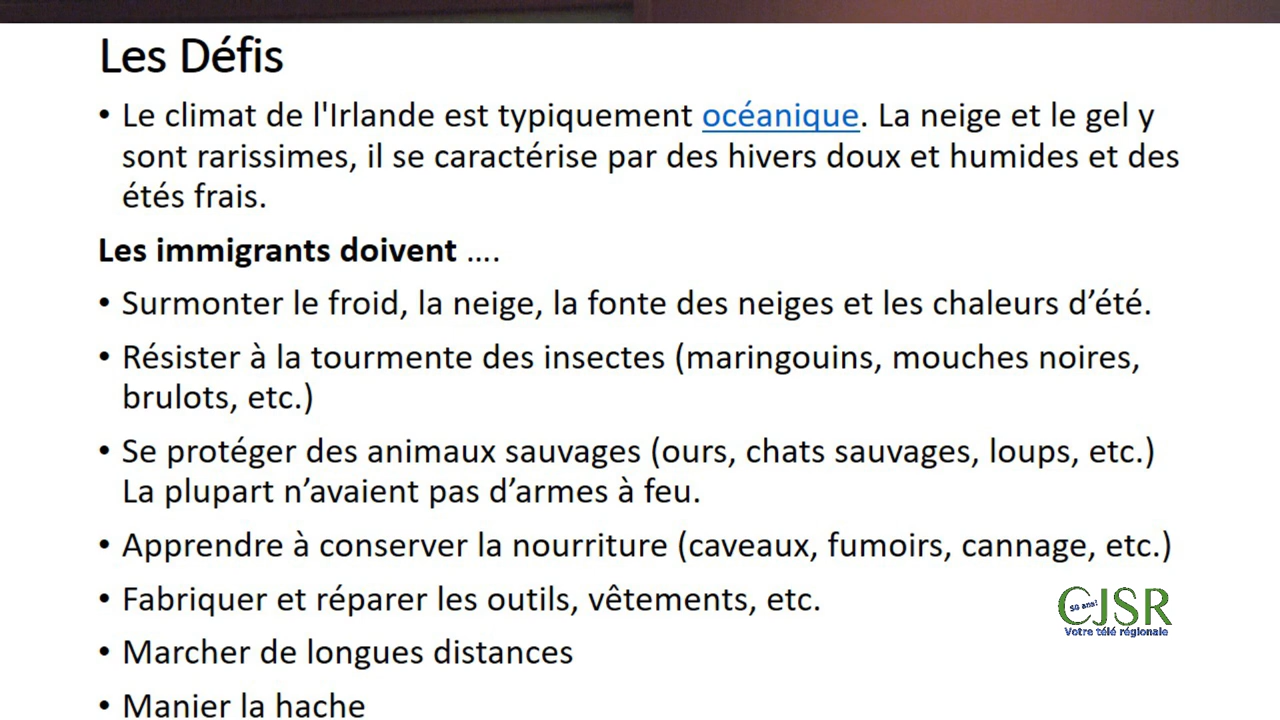 Les Défis
• Le climat de l'Irlande est typiquement océanique. La neige et le gel y
sont rarissimes, il se caractérise par des hivers doux et humides et des
étés frais.
Les immigrants doivent ….
• Surmonter le froid, la neige, la fonte des neiges et les chaleurs d’été.
• Résister à la tourmente des insectes (maringouins, mouches noires,
brulots, etc.)
• Se protéger des animaux sauvages (ours, chats sauvages, loups, etc.)
La plupart n’avaient pas d’armes à feu.
• Apprendre à conserver la nourriture (caveaux, fumoirs, cannage, etc.)
• Fabriquer et réparer les outils, vêtements, etc.
• Marcher de longues distances
• Manier la hache
50 ans!
CJSR
Votre télé régionale